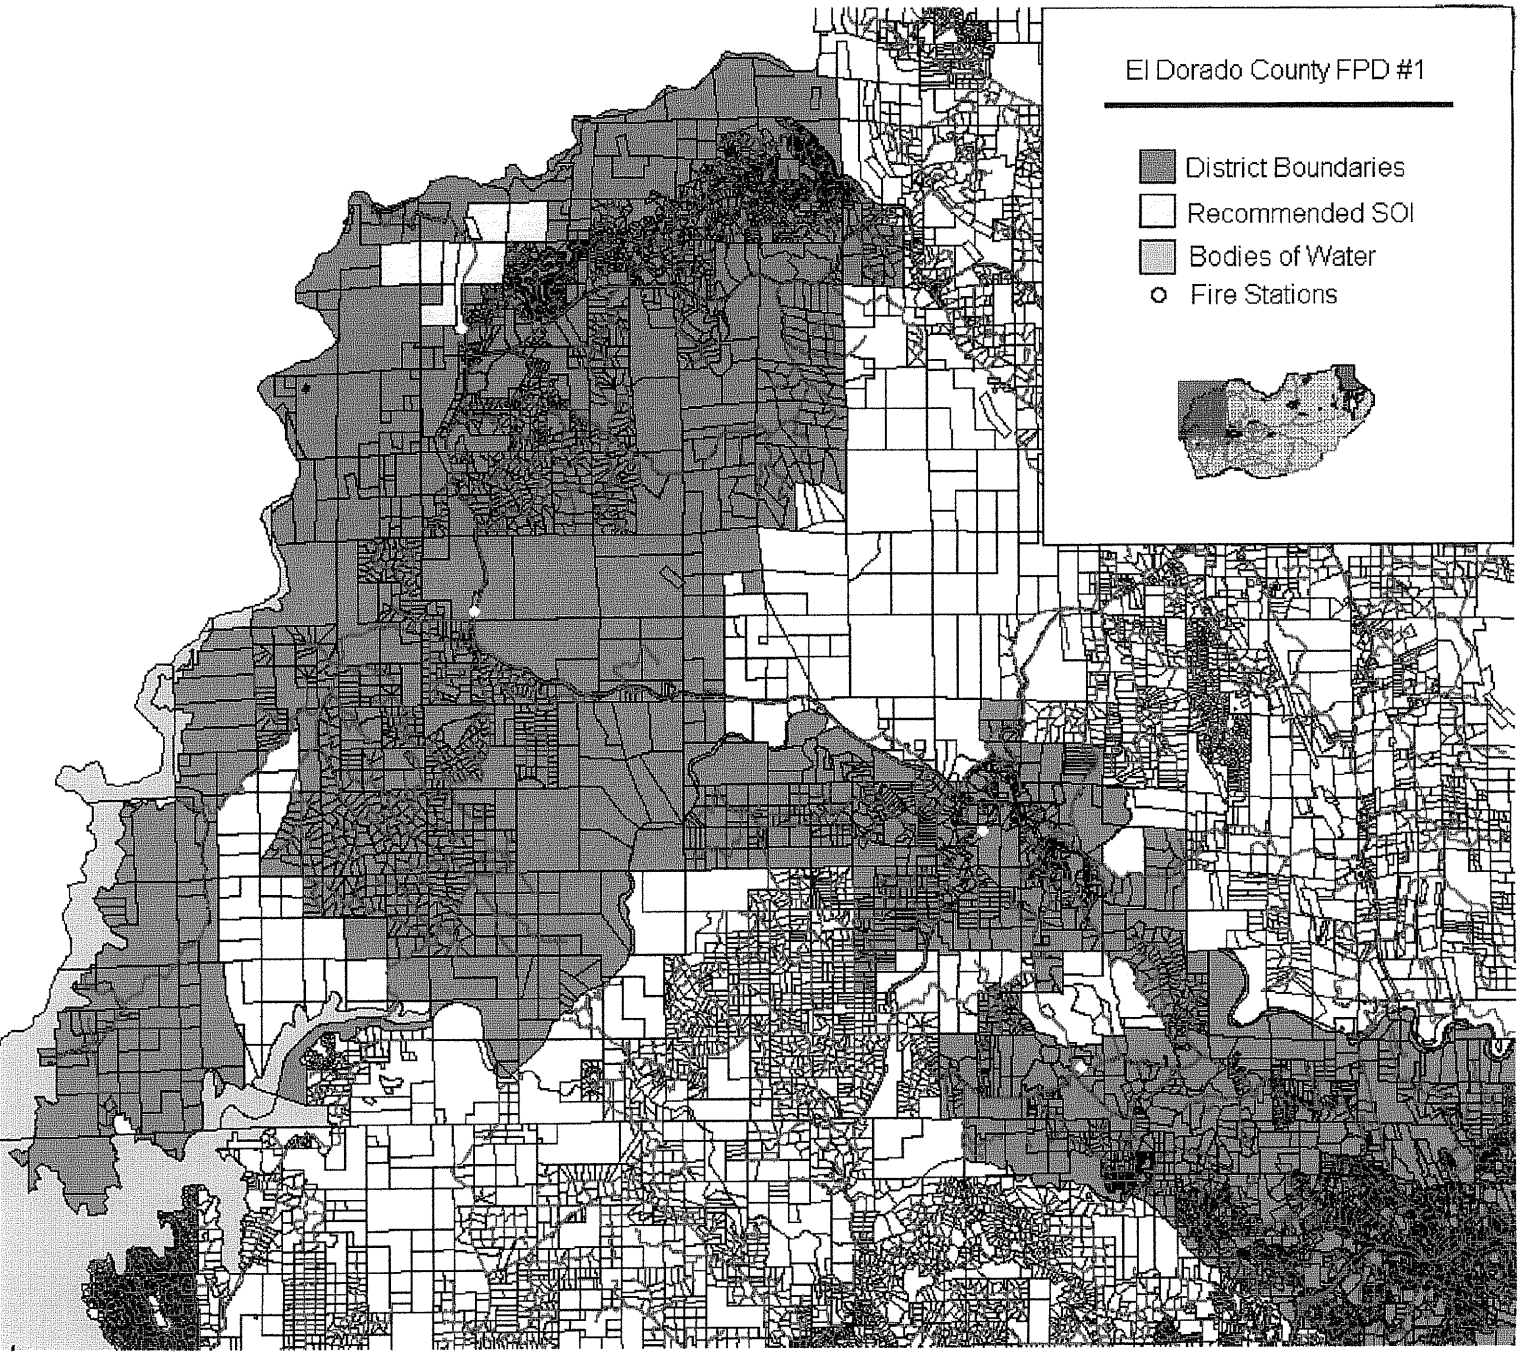 El Dorado County FPD #1
District Boundaries
Recommended SOI
Bodies of Water
Fire Stations